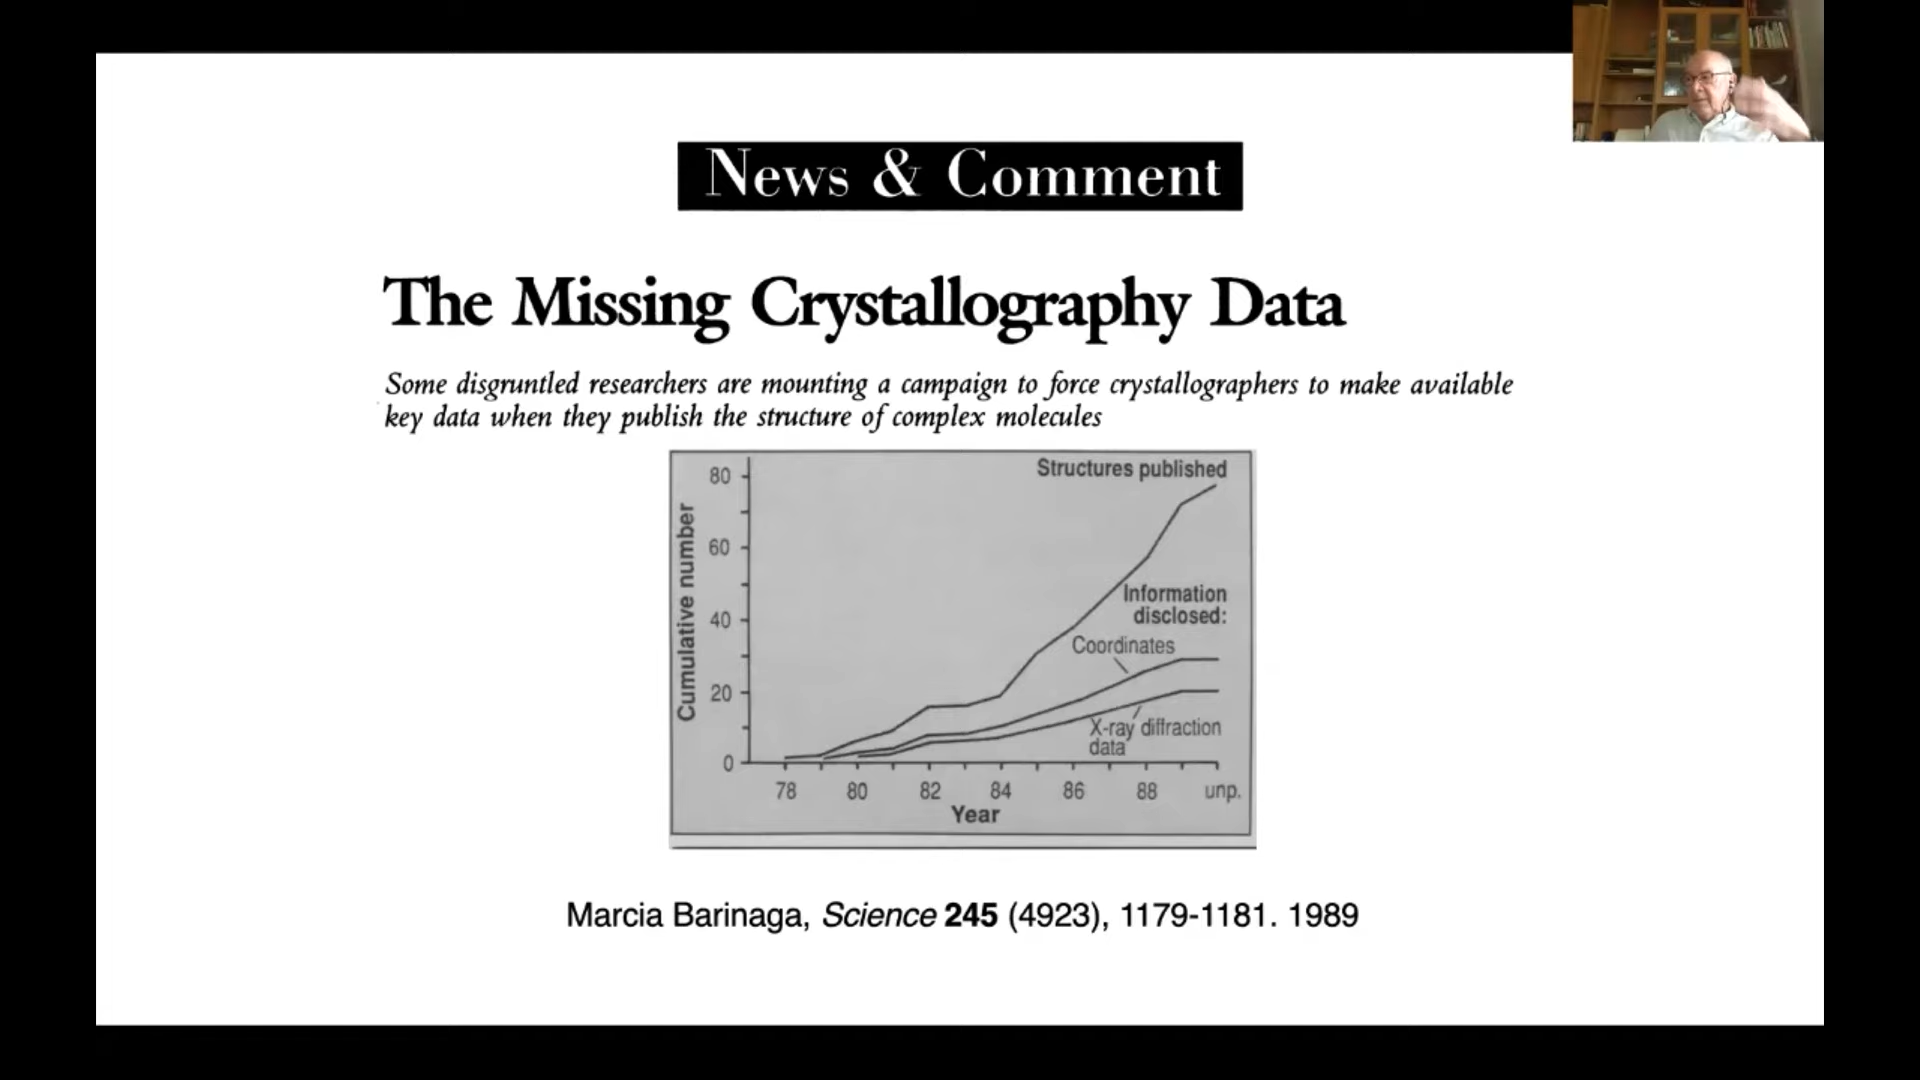 News & Comment
The Missing Crystallography Data
Some disgruntled researchers are mounting a campaign to force crystallographers to make available
key data when they publish the structure of complex molecules
Structures published
80
60
40
20
0
Cumulative number
Information
disclosed:
Coordinates
X-ray diffraction
data
78 80 82 84 86 88 unp.
Year
Marcia Barinaga, Science 245 (4923), 1179-1181. 1989